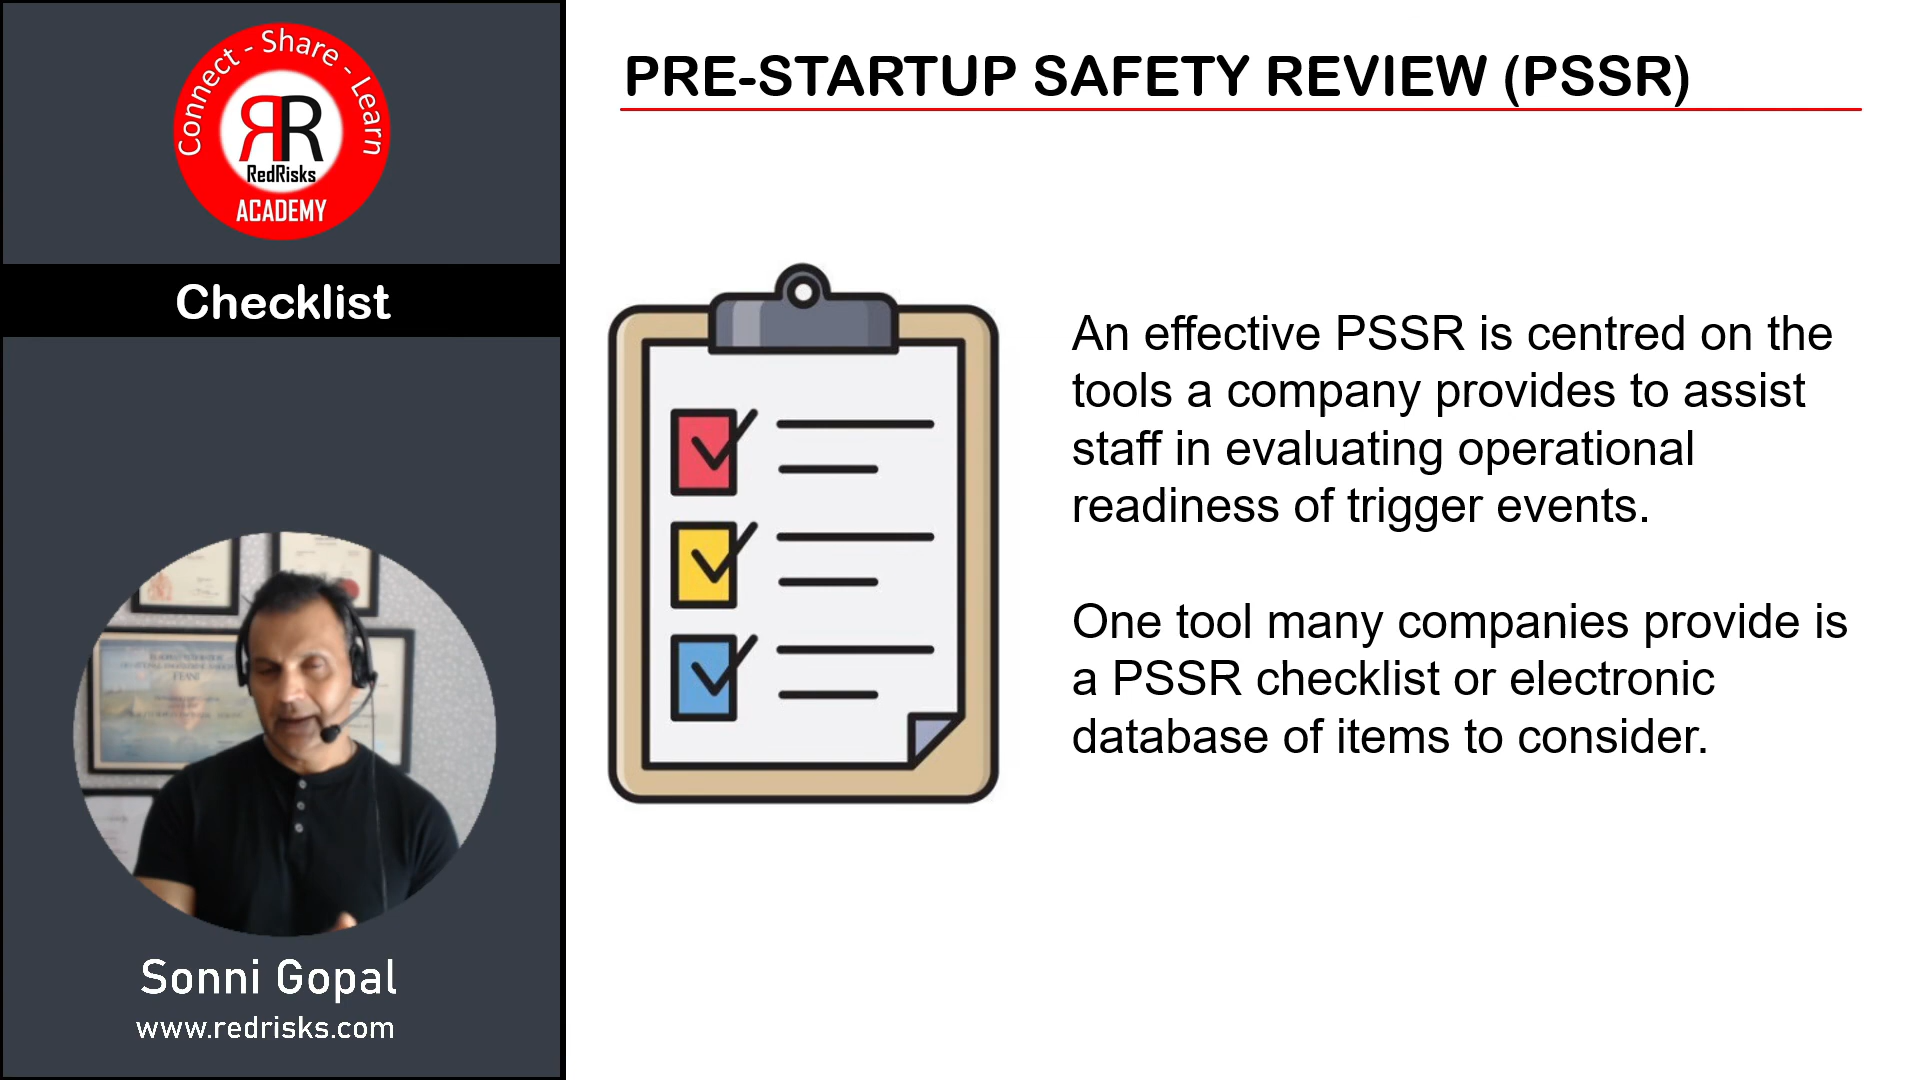 Connect - Share - Learn
RR
RedRisks
ACADEMY
Checklist
Sonni Gopal
www.redrisks.com
PRE-STARTUP SAFETY REVIEW (PSSR)
An effective PSSR is centred on the
tools a company provides to assist
staff in evaluating operational
readiness of trigger events.
One tool many companies provide is
a PSSR checklist or electronic
database of items to consider.